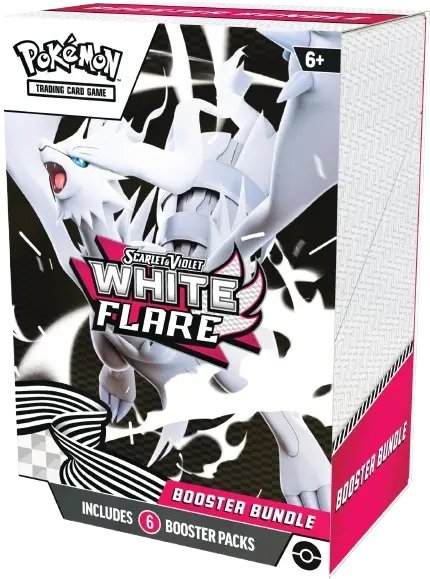 POKÉMON
TRADING CARD GAME
6+
SCARLET & VIOLET
WHITE
FLARE
BOOSTER BUNDLE
INCLUDES 6 BOOSTER PACKS
BOOSTER BUNDLE